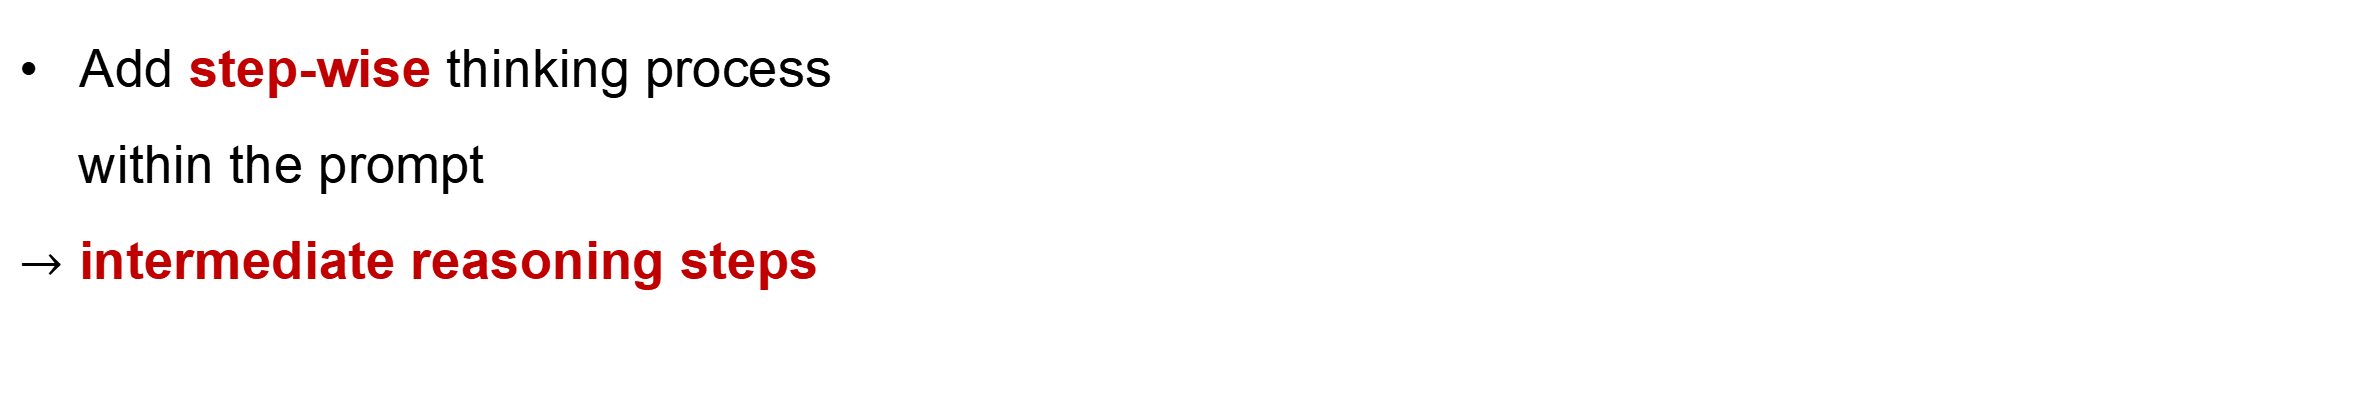 • Add step-wise thinking process
within the prompt
→ intermediate reasoning steps